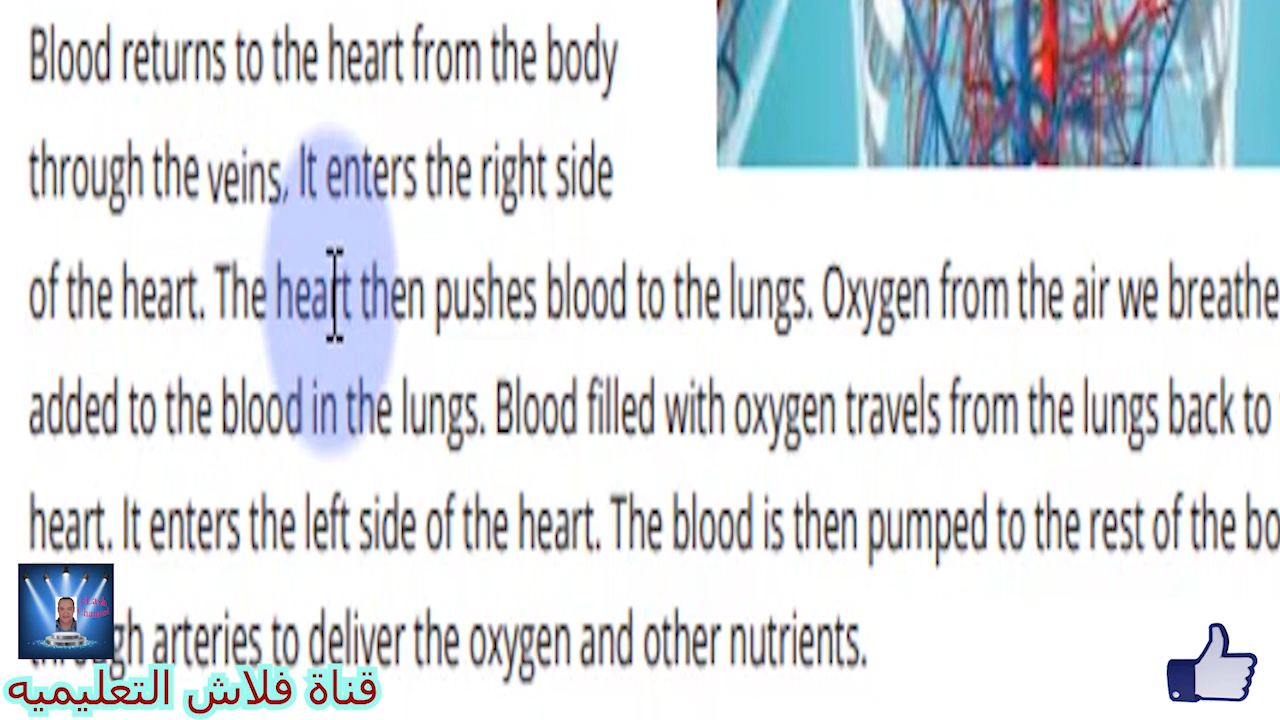 Blood returns to the heart from the body
through the veins. It enters the right side
of the heart. The heart then pushes blood to the lungs. Oxygen from the air we breathe
added to the blood in the lungs. Blood filled with oxygen travels from the lungs back to
heart. It enters the left side of the heart. The blood is then pumped to the rest of the
arteries to deliver the oxygen and other nutrients.
قناة فلاش التعليميه